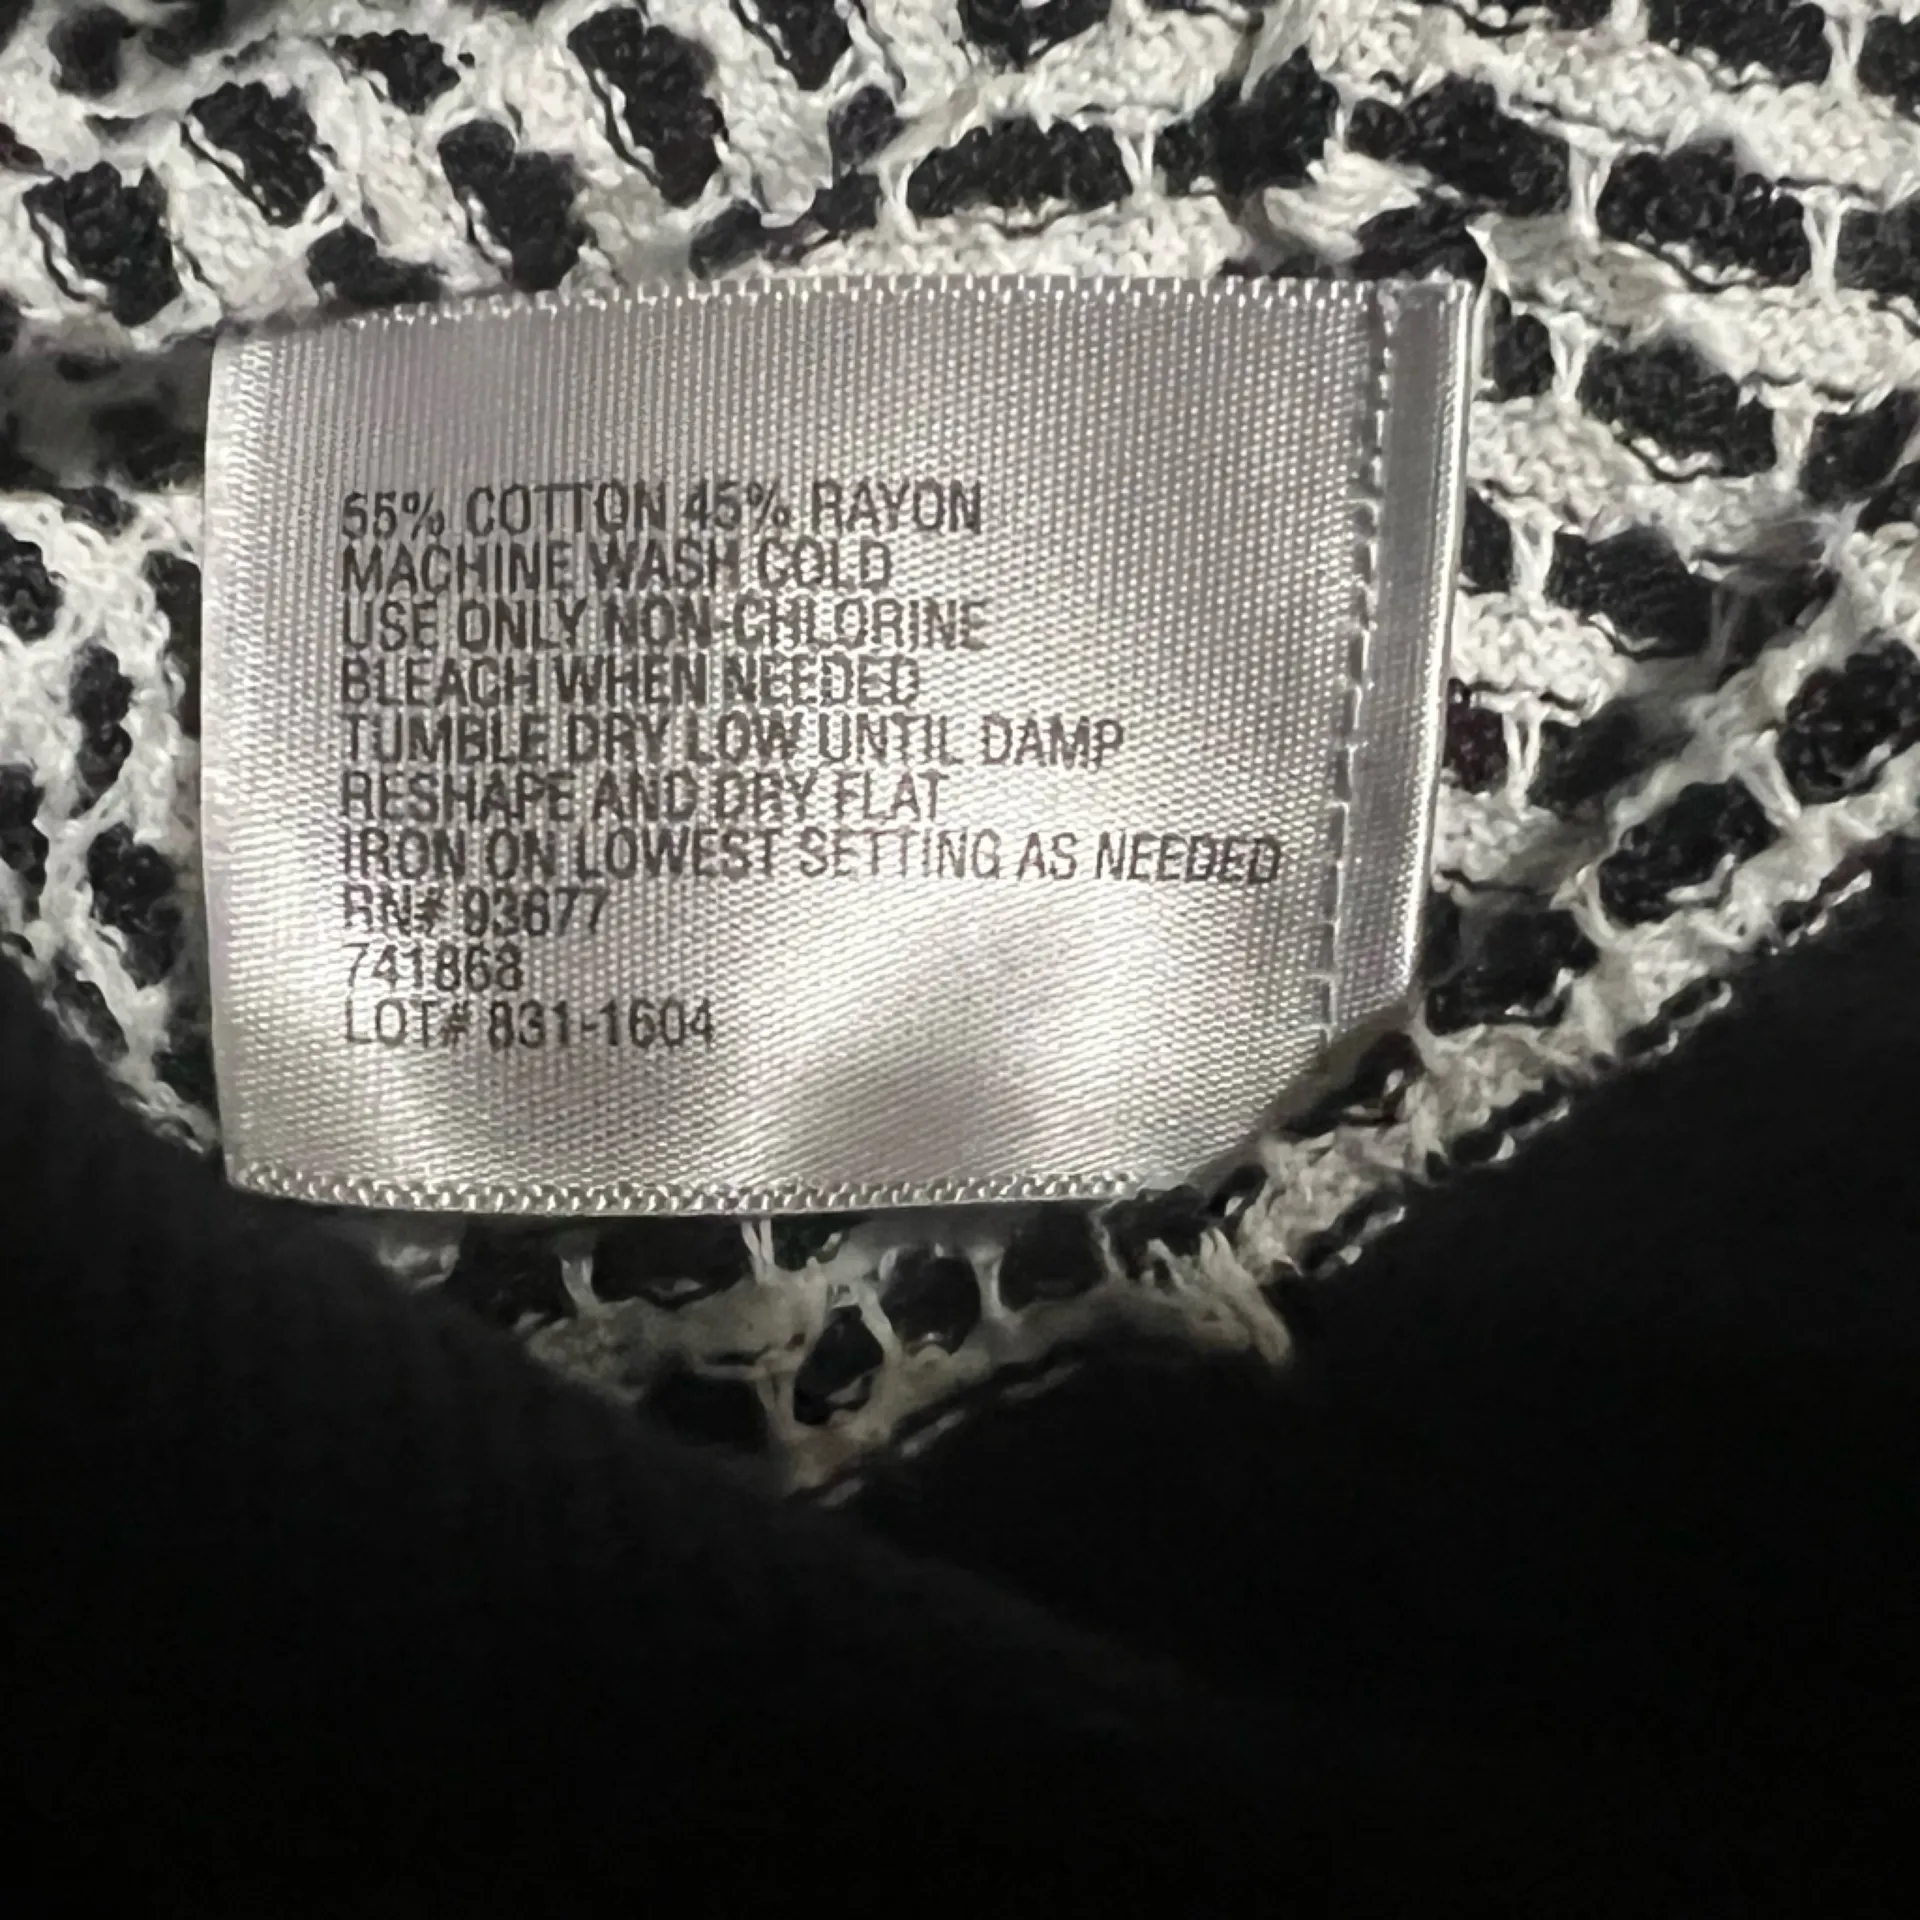 55% COTTON 45% RAYON
MACHINE WASH COLD
USE ONLY NON-CHLORINE
BLEACH WHEN NEEDED
TUMBLE DRY LOW UNTIL DAMP
RESHAPE AND DRY FLAT
IRON ON LOWEST SETTING AS NEEDED
RN# 93677
741868
LOT# 831-1604